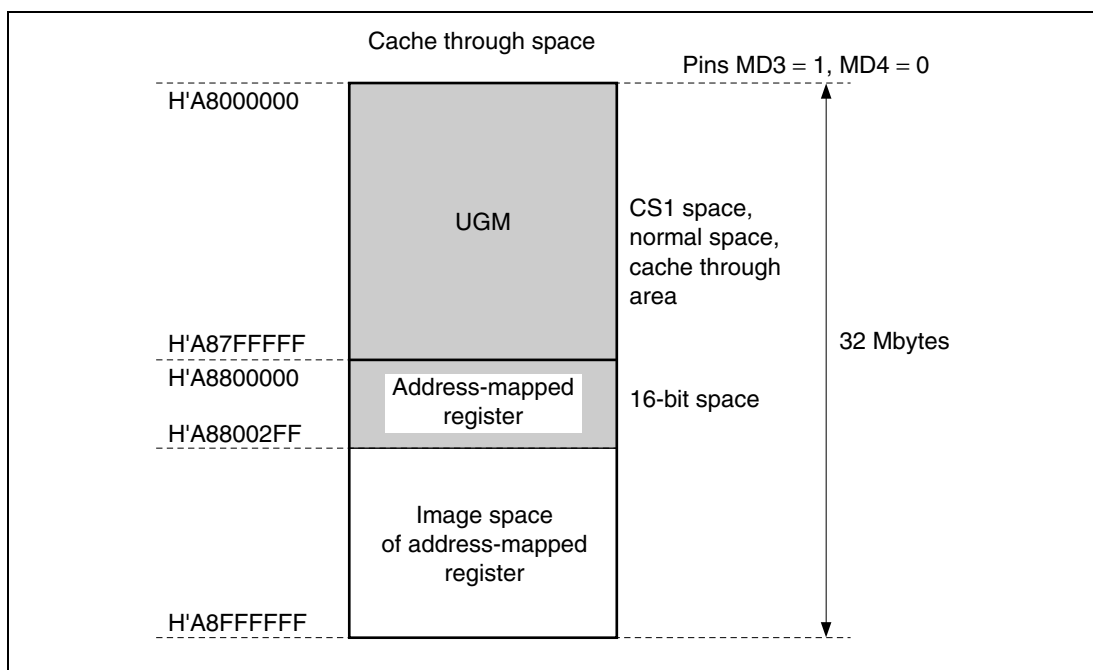 Cache through space
Pins MD3 = 1, MD4 = 0
H'A8000000
UGM
CS1 space,
normal space,
cache through
area
32 Mbytes
H'A87FFFFF
H'A8800000
Address-mapped
register
16-bit space
H'A88002FF
Image space
of address-mapped
register
H'A8FFFFFF